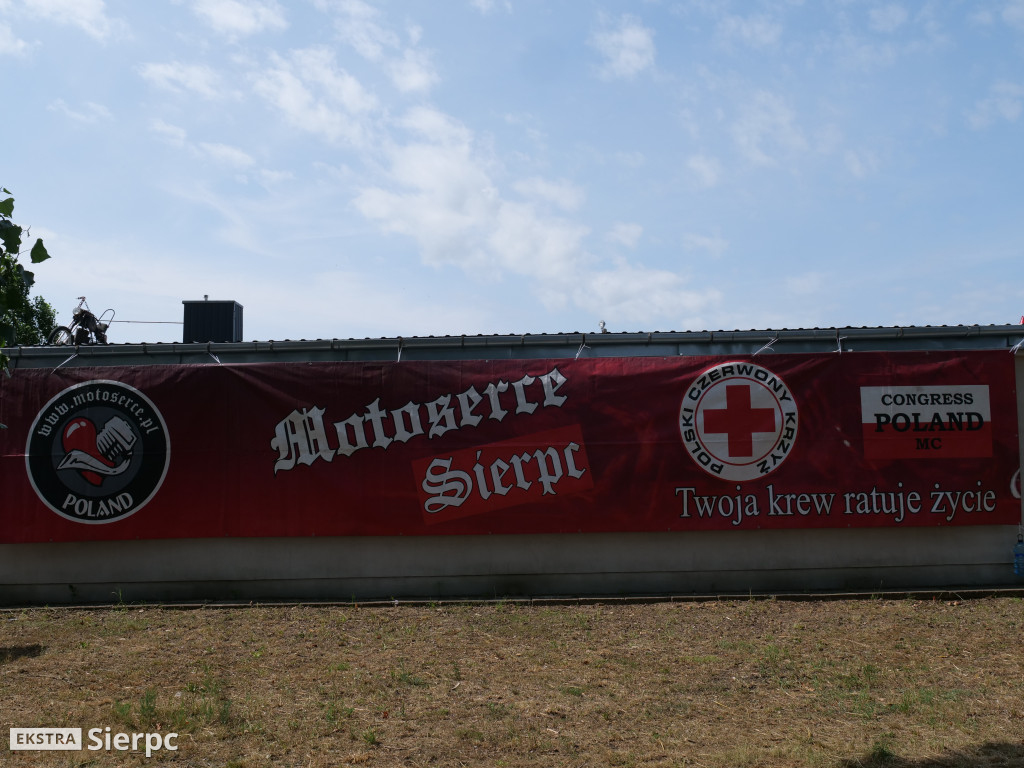 www.motoserce.pl
POLAND
Motoserce
Sierpc
POLSKI CZERWONY KRZYŻ
Twoja krew ratuje życie
CONGRESS
POLAND
MC
EKSTRA Sierpc